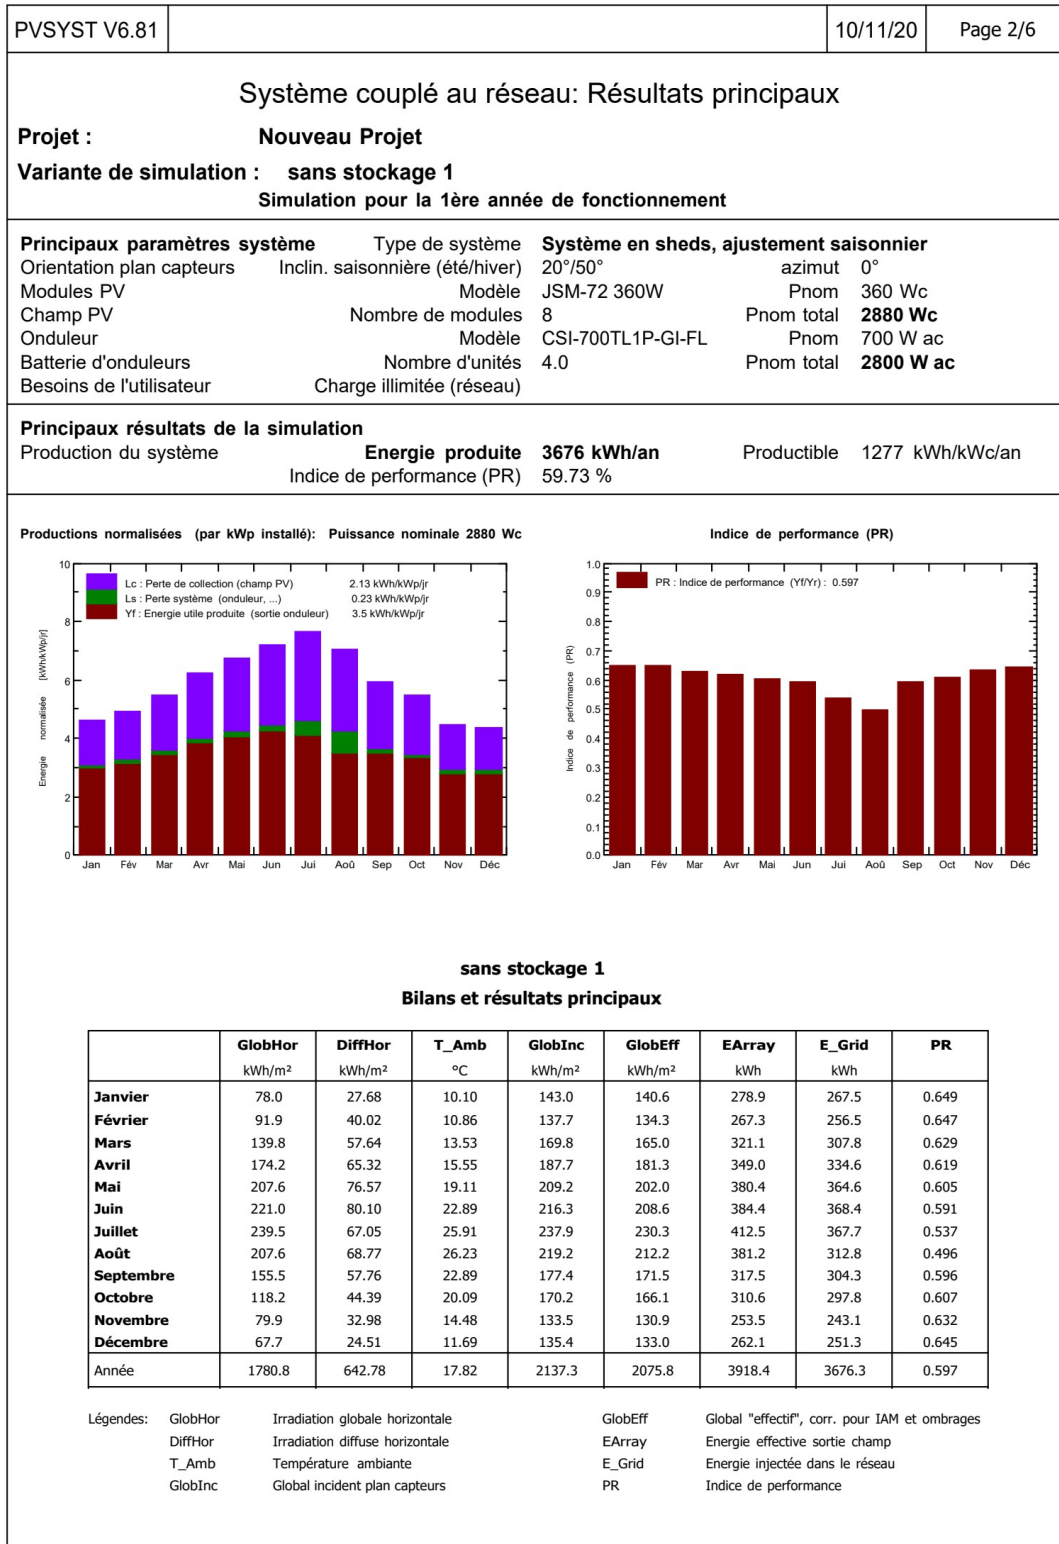 PVSYST V6.81 10/11/20 Page 2/6
Système couplé au réseau: Résultats principaux
Projet : Nouveau Projet
Variante de simulation : sans stockage 1
Simulation pour la 1ère année de fonctionnement
Principaux paramètres système Type de système Système en sheds, ajustement saisonnier
Orientation plan capteurs Inclin. saisonnière (été/hiver) 20°/50° azimut 0°
Modules PV Modèle JSM-72 360W Pnom 360 Wc
Champ PV Nombre de modules 8 Pnom total 2880 Wc
Onduleur Modèle CSI-700TL1P-GI-FL Pnom 700 W ac
Batterie d'onduleurs Nombre d'unités 4.0 Pnom total 2800 W ac
Besoins de l'utilisateur Charge illimitée (réseau)
Principaux résultats de la simulation
Production du système Energie produite 3676 kWh/an Productible 1277 kWh/kWc/an
Indice de performance (PR) 59.73 %
Productions normalisées (par kWp installé): Puissance nominale 2880 Wc
10
8
6
4
2
0
Energie normalisée [kWh/kWp/jr]
Lc : Perte de collection (champ PV) 2.13 kWh/kWp/jr
Ls : Perte système (onduleur, ...) 0.23 kWh/kWp/jr
Yf : Energie utile produite (sortie onduleur) 3.5 kWh/kWp/jr
Jan Fév Mar Avr Mai Jun Jui Aoû Sep Oct Nov Déc
Indice de performance (PR)
1.0
0.9
0.8
0.7
0.6
0.5
0.4
0.3
0.2
0.1
0.0
Indice de performance (PR)
PR : Indice de performance (Yf/Yr) : 0.597
Jan Fév Mar Avr Mai Jun Jui Aoû Sep Oct Nov Déc
sans stockage 1
Bilans et résultats principaux
GlobHor DiffHor T_Amb GlobInc GlobEff EArray E_Grid PR
kWh/m² kWh/m² °C kWh/m² kWh/m² kWh kWh
Janvier 78.0 27.68 10.10 143.0 140.6 278.9 267.5 0.649
Février 91.9 40.02 10.86 137.7 134.3 267.3 256.5 0.647
Mars 139.8 57.64 13.53 169.8 165.0 321.1 307.8 0.629
Avril 174.2 65.32 15.55 187.7 181.3 349.0 334.6 0.619
Mai 207.6 76.57 19.11 209.2 202.0 380.4 364.6 0.605
Juin 221.0 80.10 22.89 216.3 208.6 384.4 368.4 0.591
Juillet 239.5 67.05 25.91 237.9 230.3 412.5 367.7 0.537
Août 207.6 68.77 26.23 219.2 212.2 381.2 312.8 0.496
Septembre 155.5 57.76 22.89 177.4 171.5 317.5 304.3 0.596
Octobre 118.2 44.39 20.09 170.2 166.1 310.6 297.8 0.607
Novembre 79.9 32.98 14.48 133.5 130.9 253.5 243.1 0.632
Décembre 67.7 24.51 11.69 135.4 133.0 262.1 251.3 0.645
Année 1780.8 642.78 17.82 2137.3 2075.8 3918.4 3676.3 0.597
Légendes: GlobHor Irradiation globale horizontale GlobEff Global "effectif", corr. pour IAM et ombrages
DiffHor Irradiation diffuse horizontale EArray Energie effective sortie champ
T_Amb Température ambiante E_Grid Energie injectée dans le réseau
GlobInc Global incident plan capteurs PR Indice de performance